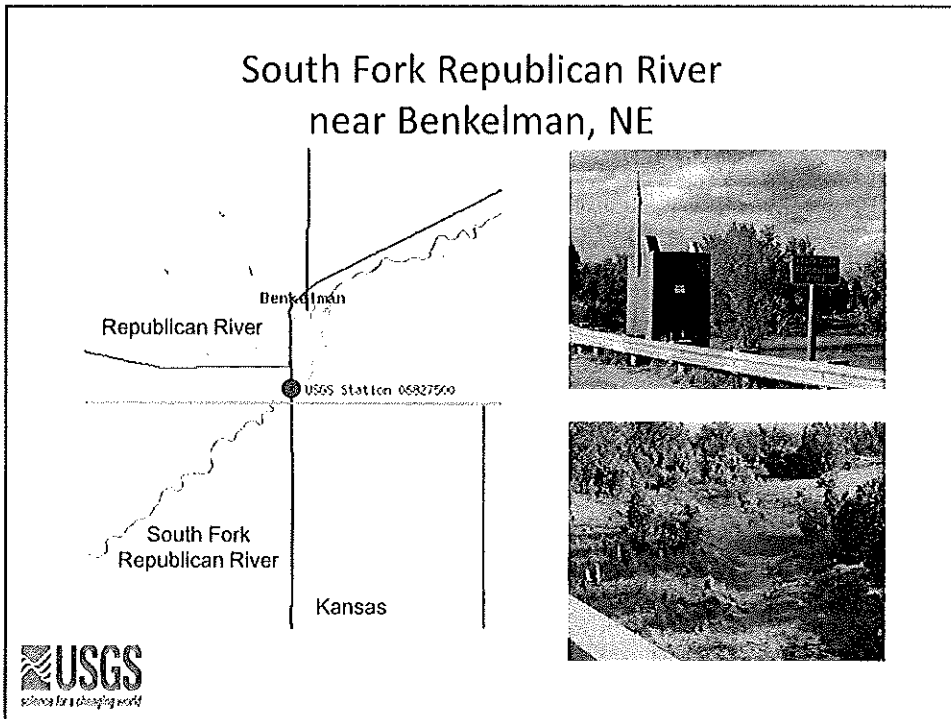 South Fork Republican River
near Benkelman, NE
Benkelman
Republican River
USGS Station 06827500
South Fork
Republican River
Kansas
USGS
science for a changing world